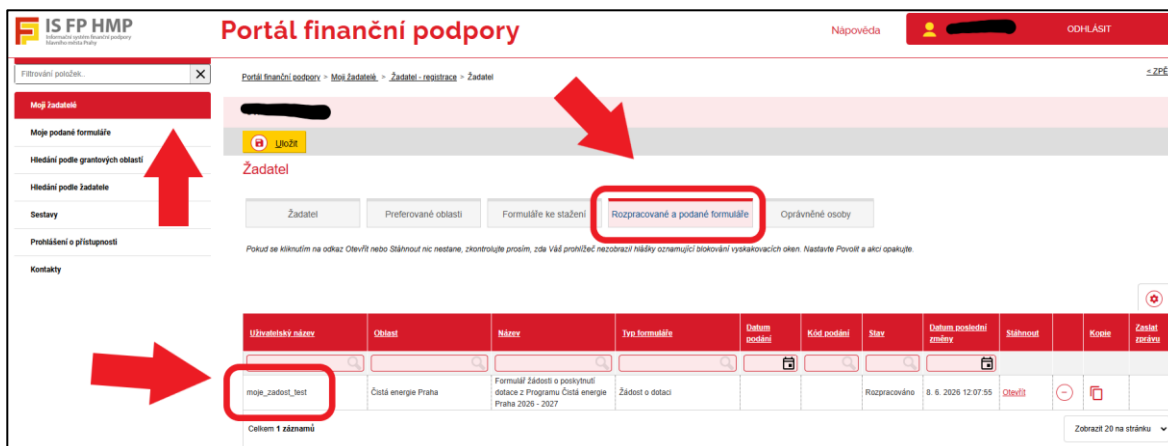 IS FP HMP
Informační systém finanční podpory
hlavního města Prahy
Portál finanční podpory
Nápověda
ODHLÁSIT
Filtrování položek..
Portál finanční podpory > Moji žadatelé > Žadatel - registrace > Žadatel
< ZPĚ
Moji žadatelé
Moje podané formuláře
Hledání podle grantových oblastí
Hledání podle žadatele
Sestavy
Prohlášení o přístupnosti
Kontakty
Uložit
Žadatel
Žadatel Preferované oblasti Formuláře ke stažení Rozpracované a podané formuláře Oprávněné osoby
Pokud se kliknutím na odkaz Otevřít nebo Stáhnout nic nestane, zkontrolujte prosím, zda Váš prohlížeč nezobrazil hlášky oznamující blokování vyskakovacích oken. Nastavte Povolit a akci opakujte.
Uživatelský název Oblast Název Typ formuláře Datum podání Kód podání Stav Datum poslední změny Stáhnout Kopie Zaslat zprávu
moje_zadost_test Čistá energie Praha Formulář žádosti o poskytnutí dotace z Programu Čistá energie Praha 2026 - 2027 Žádost o dotaci Rozpracováno 8. 6. 2026 12:07:55 Otevřít
Celkem 1 záznamů
Zobrazit 20 na stránku